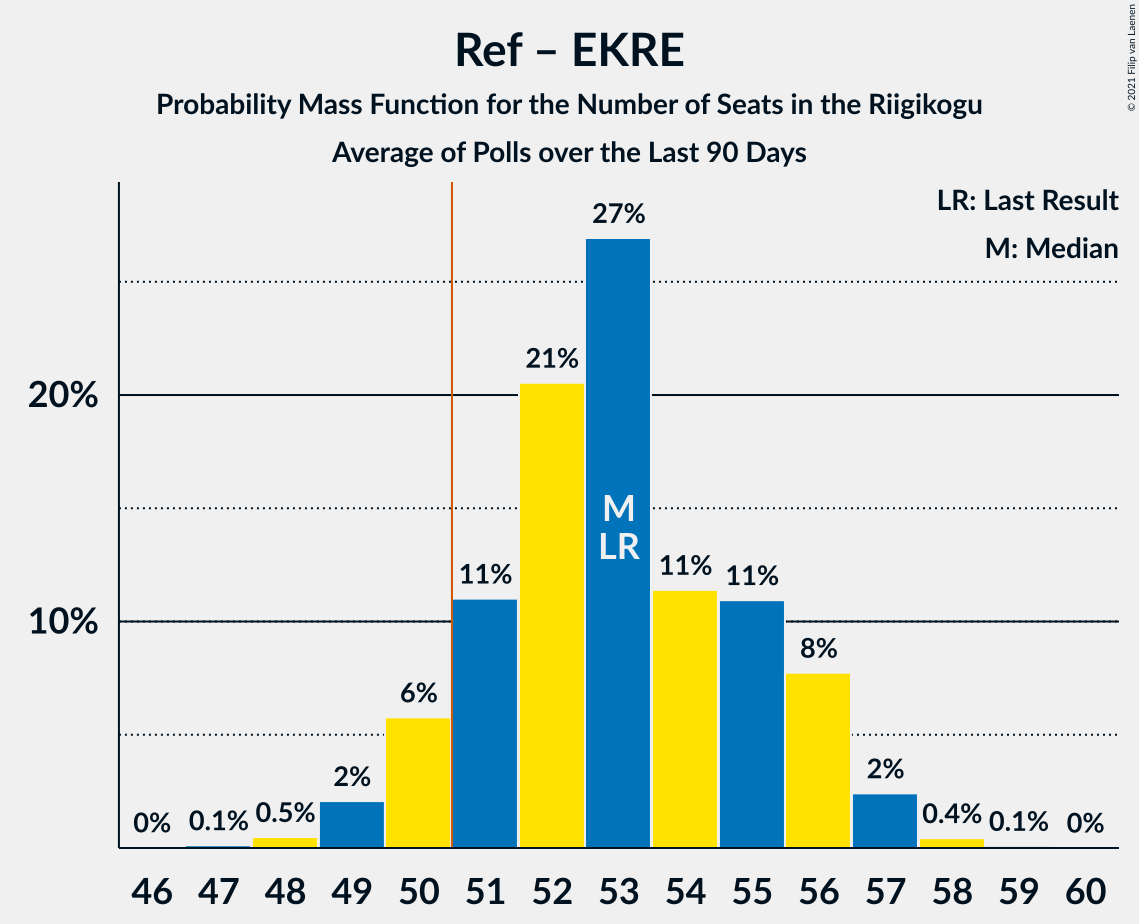 Ref – EKRE
Probability Mass Function for the Number of Seats in the Riigikogu
Average of Polls over the Last 90 Days
© 2021 Filip van Laenen
LR: Last Result
M: Median
20%
10%
0%
0.1%
0.5%
2%
6%
11%
21%
27%
11%
11%
8%
2%
0.4%
0.1%
0%
M
LR
46 47 48 49 50 51 52 53 54 55 56 57 58 59 60